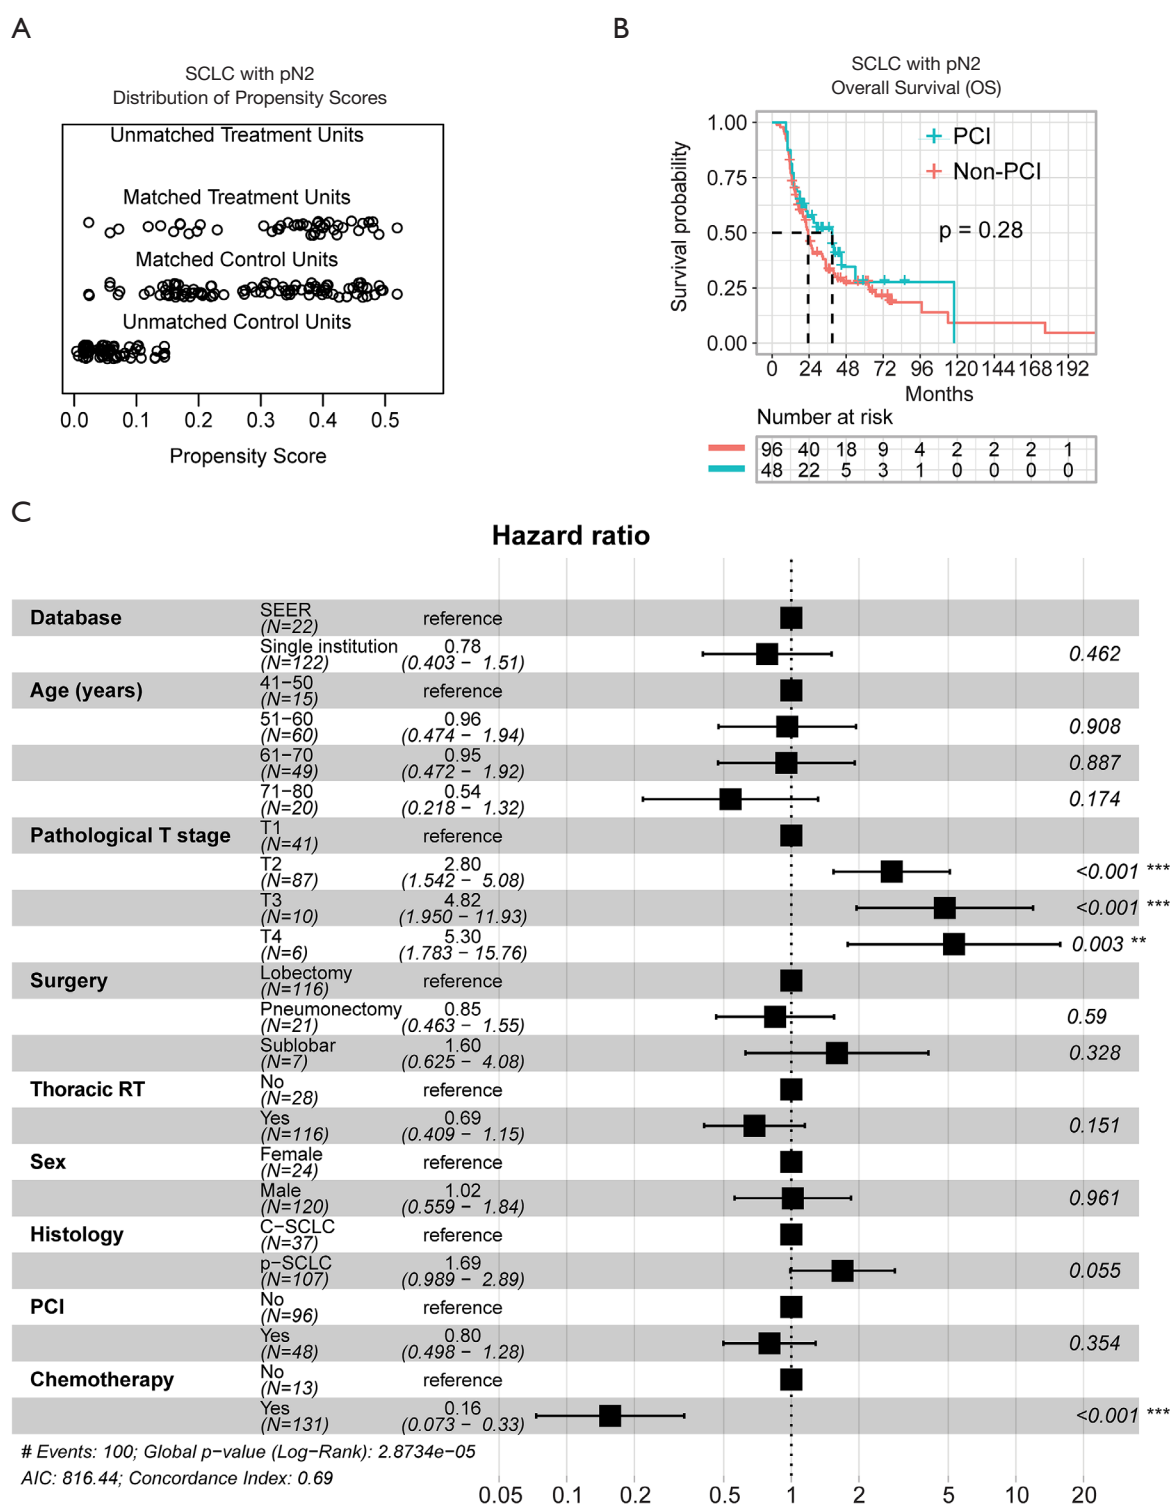 A
SCLC with pN2
Distribution of Propensity Scores
Unmatched Treatment Units
Matched Treatment Units
Matched Control Units
Unmatched Control Units
0.0 0.1 0.2 0.3 0.4 0.5
Propensity Score
B
SCLC with pN2
Overall Survival (OS)
Survival probability
1.00
0.75
0.50
0.25
0.00
PCI
Non-PCI
p = 0.28
0 24 48 72 96 120 144 168 192
Months
Number at risk
96 40 18 9 4 2 2 2 1
48 22 5 3 1 0 0 0 0
C
Hazard ratio
Database SEER (N=22) reference
Single institution (N=122) 0.78 (0.403 − 1.51) 0.462
Age (years) 41−50 (N=15) reference
51−60 (N=60) 0.96 (0.474 − 1.94) 0.908
61−70 (N=49) 0.95 (0.472 − 1.92) 0.887
71−80 (N=20) 0.54 (0.218 − 1.32) 0.174
Pathological T stage T1 (N=41) reference
T2 (N=87) 2.80 (1.542 − 5.08) <0.001 ***
T3 (N=10) 4.82 (1.950 − 11.93) <0.001 ***
T4 (N=6) 5.30 (1.783 − 15.76) 0.003 **
Surgery Lobectomy (N=116) reference
Pneumonectomy (N=21) 0.85 (0.463 − 1.55) 0.59
Sublobar (N=7) 1.60 (0.625 − 4.08) 0.328
Thoracic RT No (N=28) reference
Yes (N=116) 0.69 (0.409 − 1.15) 0.151
Sex Female (N=24) reference
Male (N=120) 1.02 (0.559 − 1.84) 0.961
Histology C−SCLC (N=37) reference
p−SCLC (N=107) 1.69 (0.989 − 2.89) 0.055
PCI No (N=96) reference
Yes (N=48) 0.80 (0.498 − 1.28) 0.354
Chemotherapy No (N=13) reference
Yes (N=131) 0.16 (0.073 − 0.33) <0.001 ***
# Events: 100; Global p−value (Log−Rank): 2.8734e−05
AIC: 816.44; Concordance Index: 0.69
0.05 0.1 0.2 0.5 1 2 5 10 20